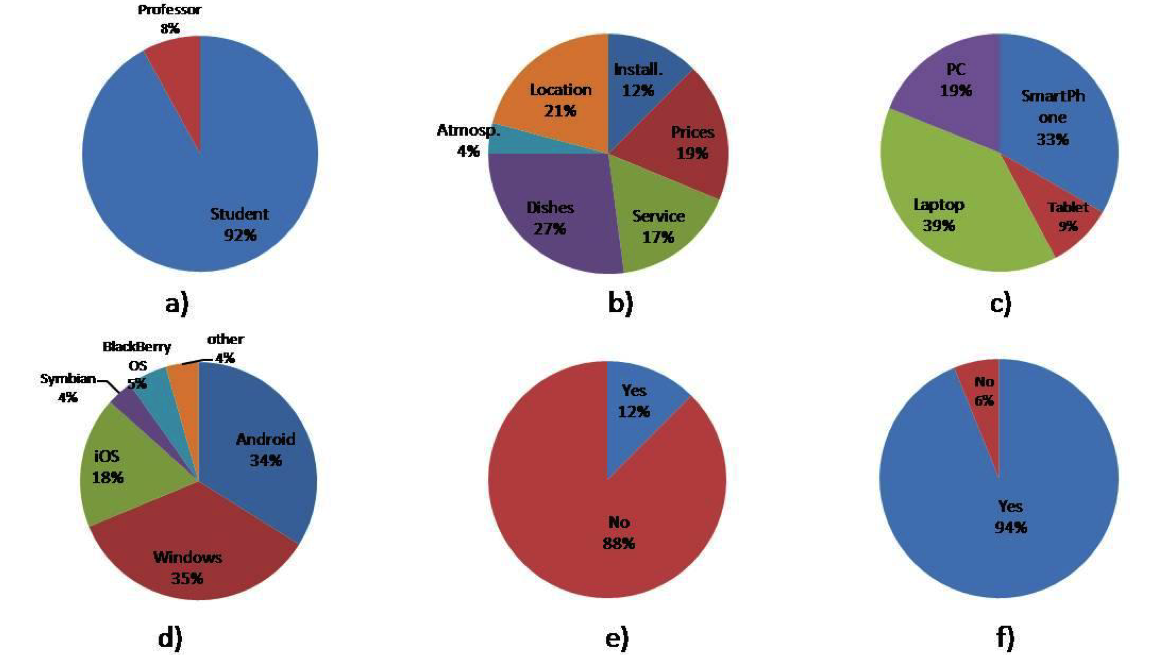 Professor
8%
Student
92%
a)
Install.
12%
Prices
19%
Service
17%
Dishes
27%
Atmosp.
4%
Location
21%
b)
SmartPh
one
33%
Tablet
9%
Laptop
39%
PC
19%
c)
Android
34%
Windows
35%
iOS
18%
Symbian
4%
BlackBerry
OS
5%
other
4%
d)
Yes
12%
No
88%
e)
No
6%
Yes
94%
f)